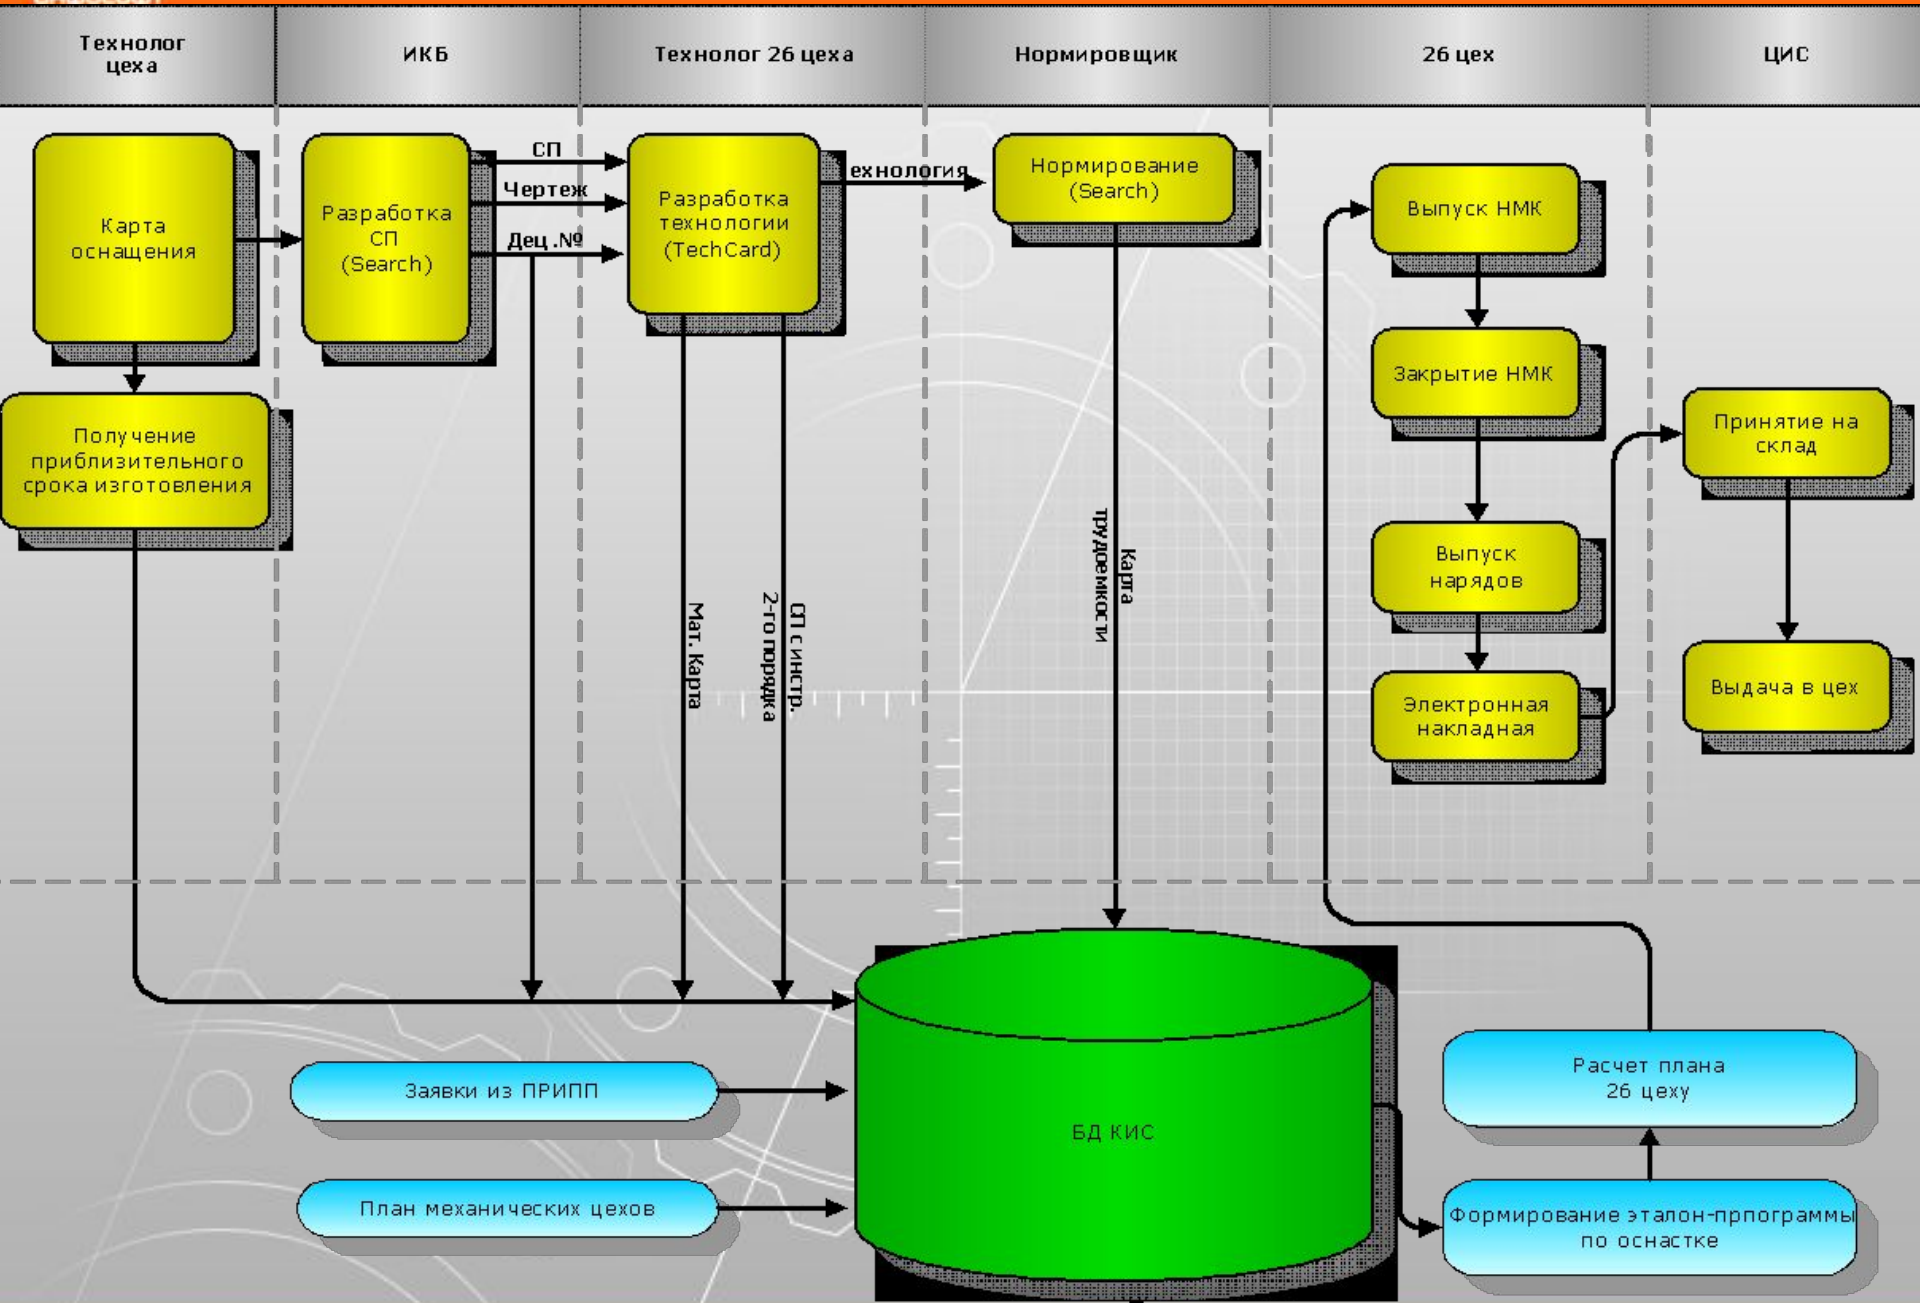 Технолог
цеха
ИКБ
Технолог 26 цеха
Нормировщик
26 цех
ЦИС
Карта
оснащения
Разработка
СП
(Search)
СП
Чертеж
Дец.№
Разработка
технологии
(TechCard)
ехнология
Нормирование
(Search)
Выпуск НМК
Закрытие НМК
Получение
приблизительного
срока изготовления
Принятие на
склад
Выпуск
нарядов
Электронная
накладная
Выдача в цех
Мат. Карта
СП с инстр.
2-го порядка
Карта
трудоемкости
Заявки из ПРИПП
План механических цехов
БД КИС
Расчет плана
26 цеху
Формирование эталон-прпограммы
по оснастке